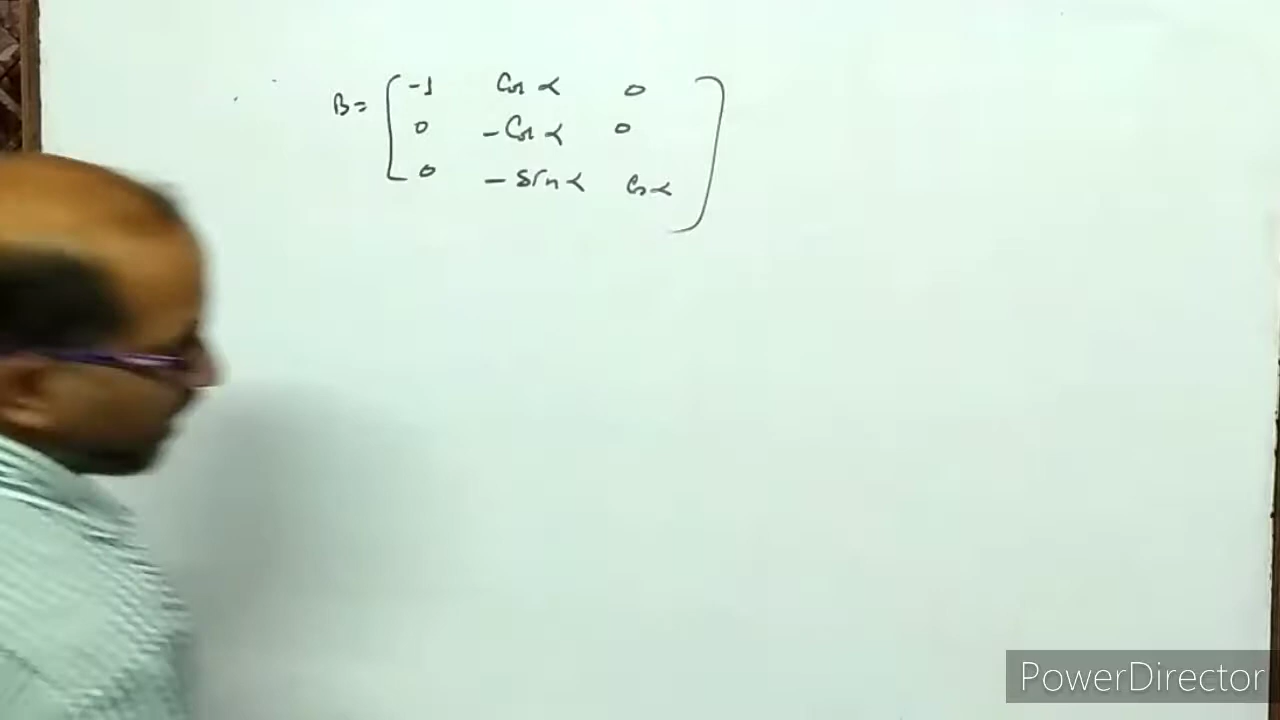 -1 Cos α 0
B= 0 -Cos α 0
0 - sin α Cos α
PowerDirector